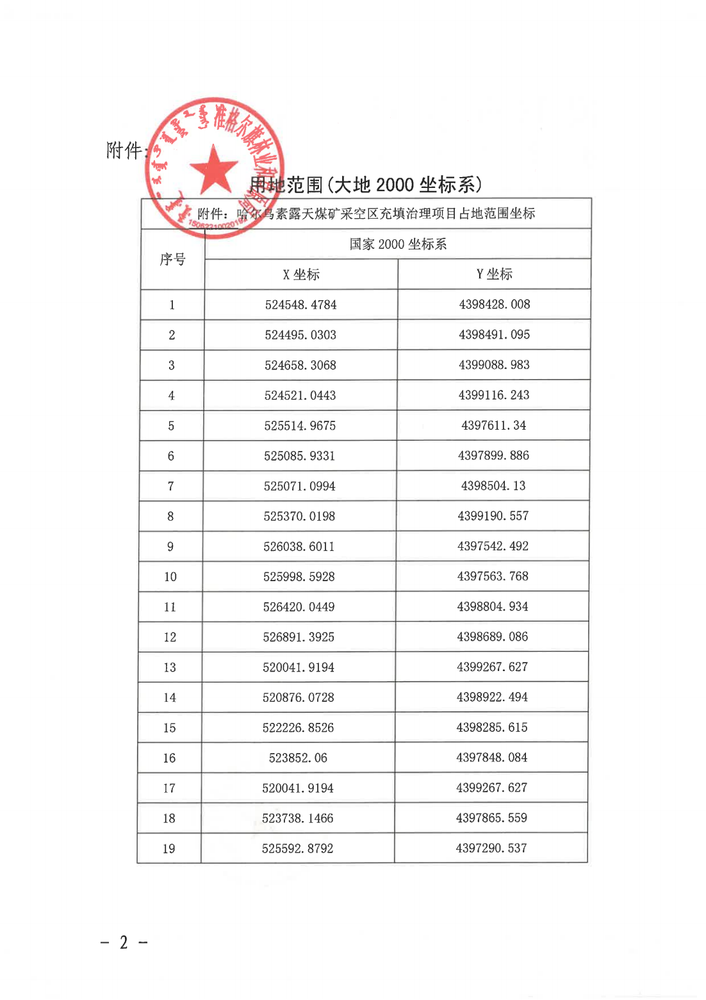 准格尔旗林业和草原局
附件:
用地范围(大地 2000 坐标系)
附件：哈尔乌素露天煤矿采空区充填治理项目占地范围坐标
序号
国家 2000 坐标系
X 坐标 Y 坐标
1 524548.4784 4398428.008
2 524495.0303 4398491.095
3 524658.3068 4399088.983
4 524521.0443 4399116.243
5 525514.9675 4397611.34
6 525085.9331 4397899.886
7 525071.0994 4398504.13
8 525370.0198 4399190.557
9 526038.6011 4397542.492
10 525998.5928 4397563.768
11 526420.0449 4398804.934
12 526891.3925 4398689.086
13 520041.9194 4399267.627
14 520876.0728 4398922.494
15 522226.8526 4398285.615
16 523852.06 4397848.084
17 520041.9194 4399267.627
18 523738.1466 4397865.559
19 525592.8792 4397290.537
- 2 -